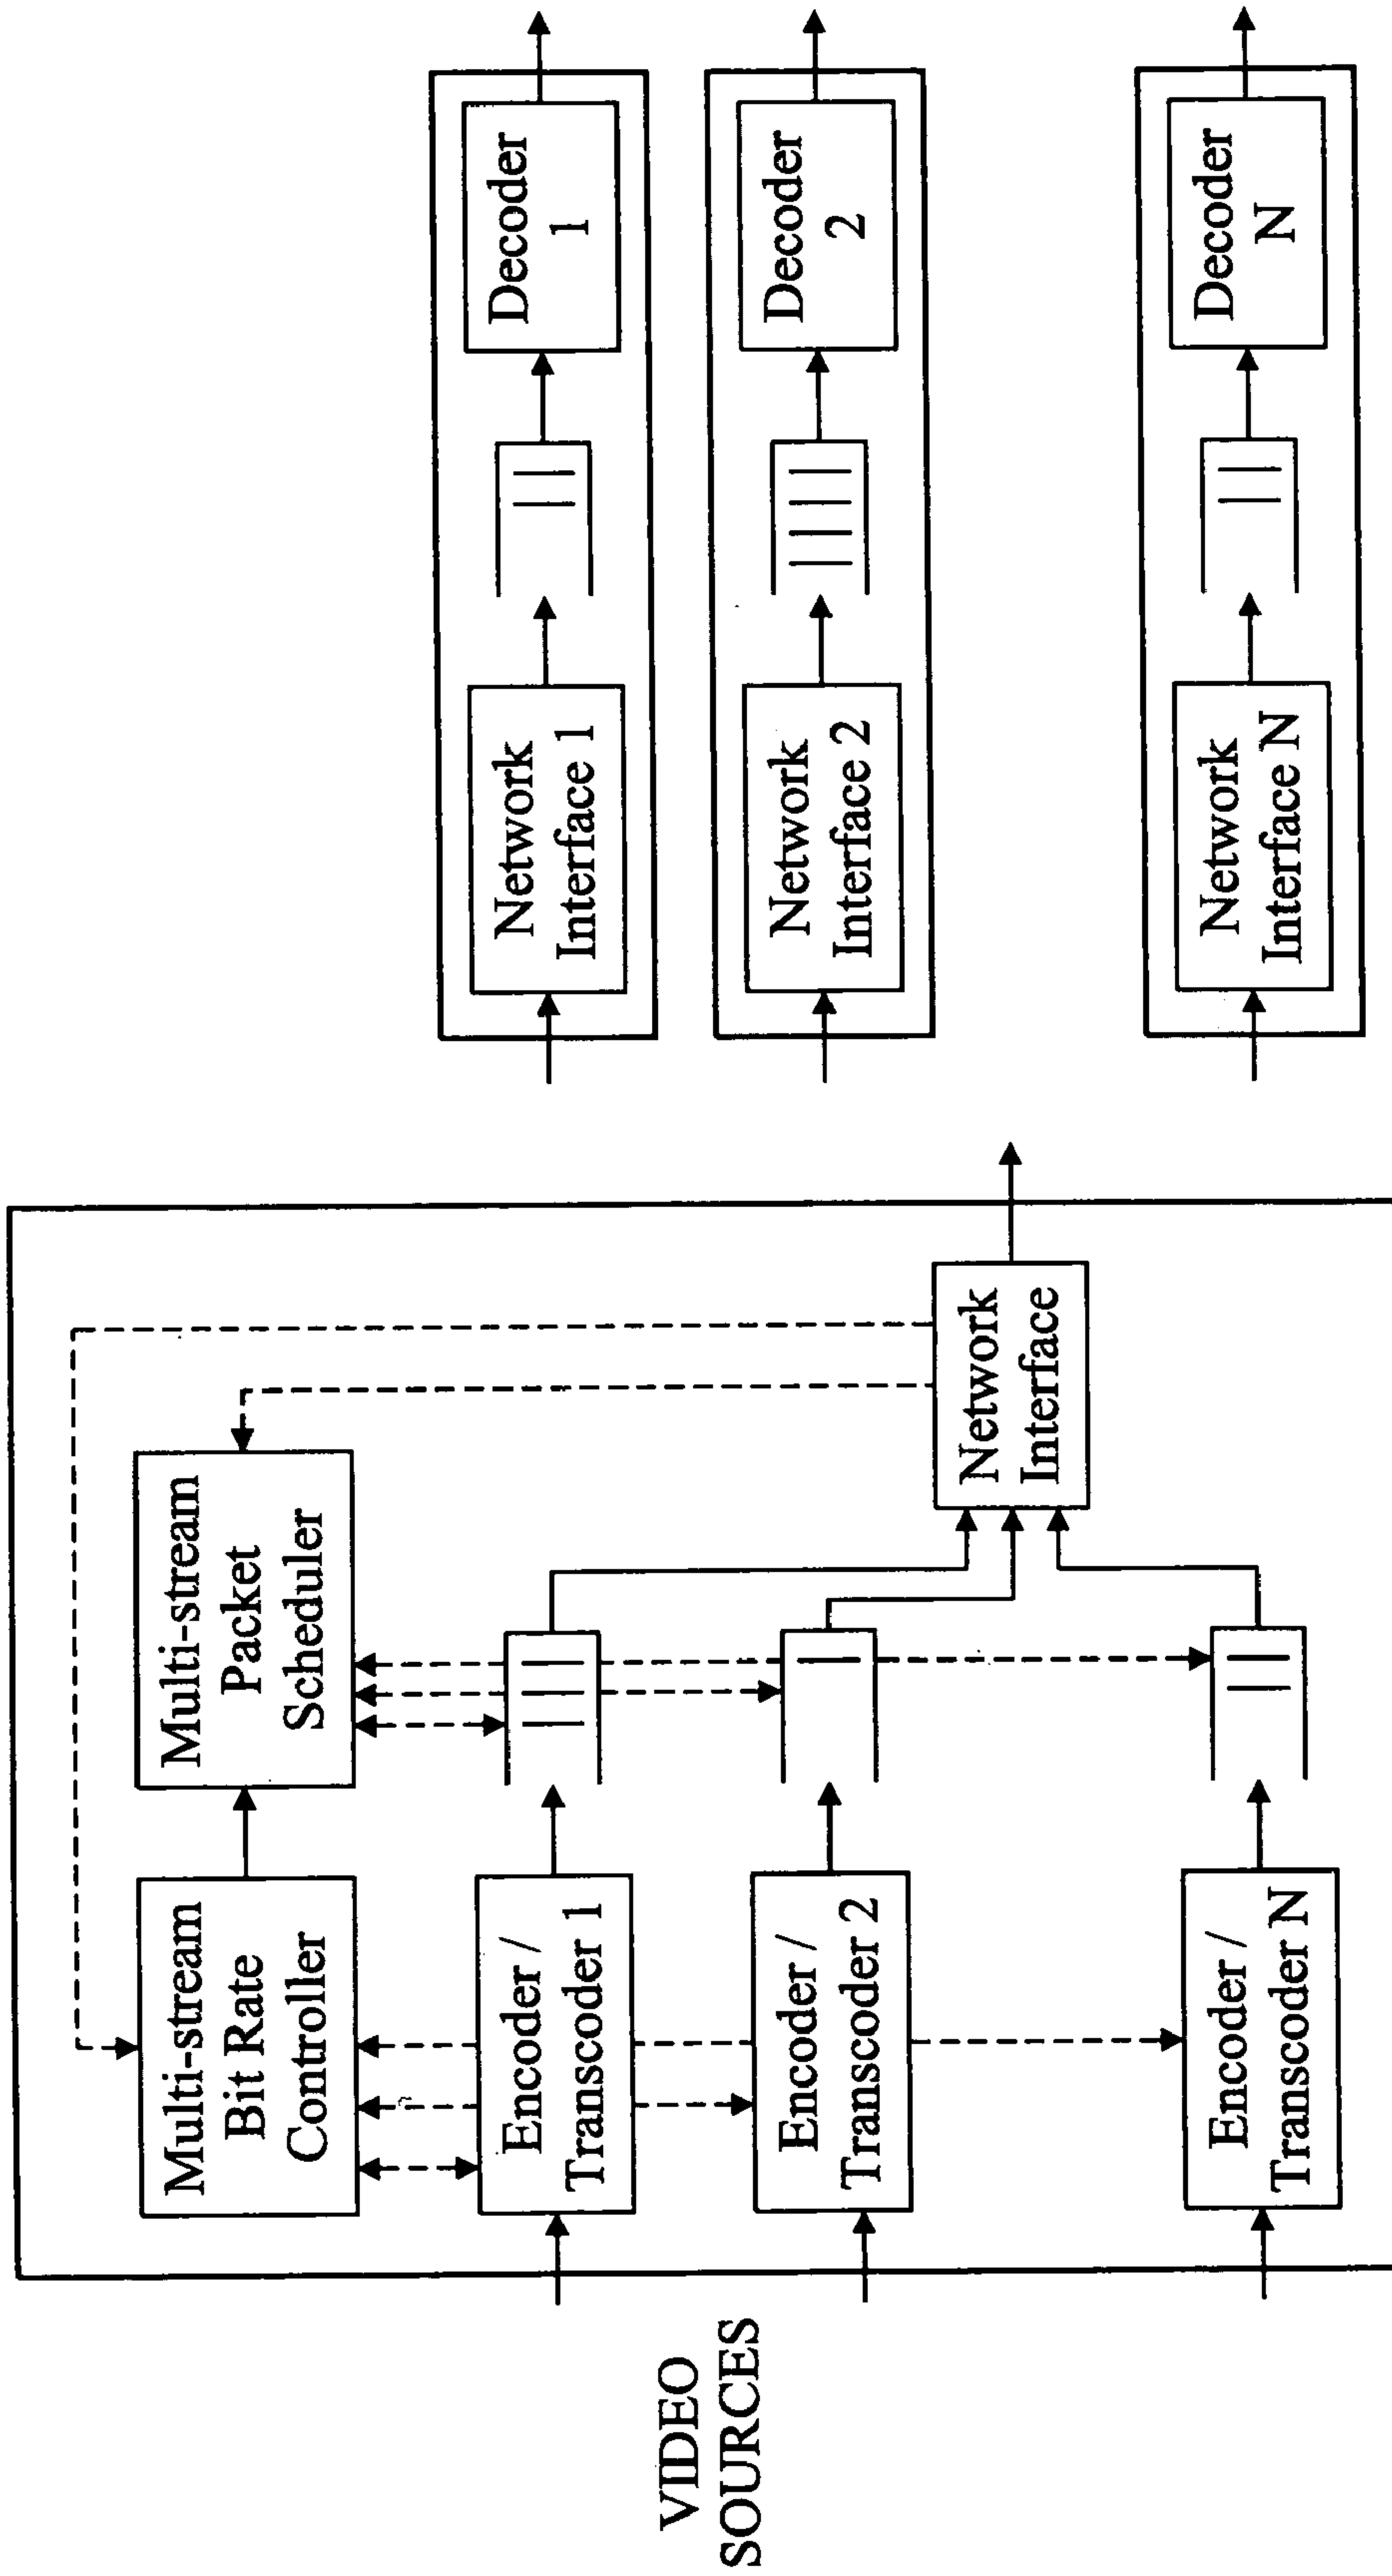 VIDEO
SOURCES
Multi-stream
Bit Rate
Controller
Multi-stream
Packet
Scheduler
Encoder /
Transcoder 1
Encoder /
Transcoder 2
Encoder /
Transcoder N
Network
Interface
Network
Interface 1
Decoder
1
Network
Interface 2
Decoder
2
Network
Interface N
Decoder
N